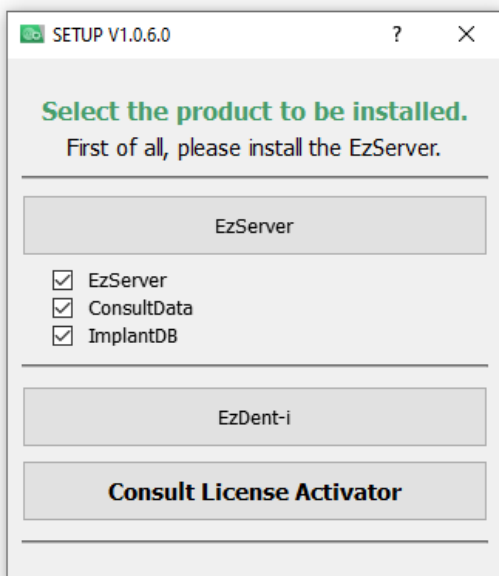 SETUP V1.0.6.0 ?
Select the product to be installed.
First of all, please install the EzServer.
EzServer
EzServer
ConsultData
ImplantDB
EzDent-i
Consult License Activator